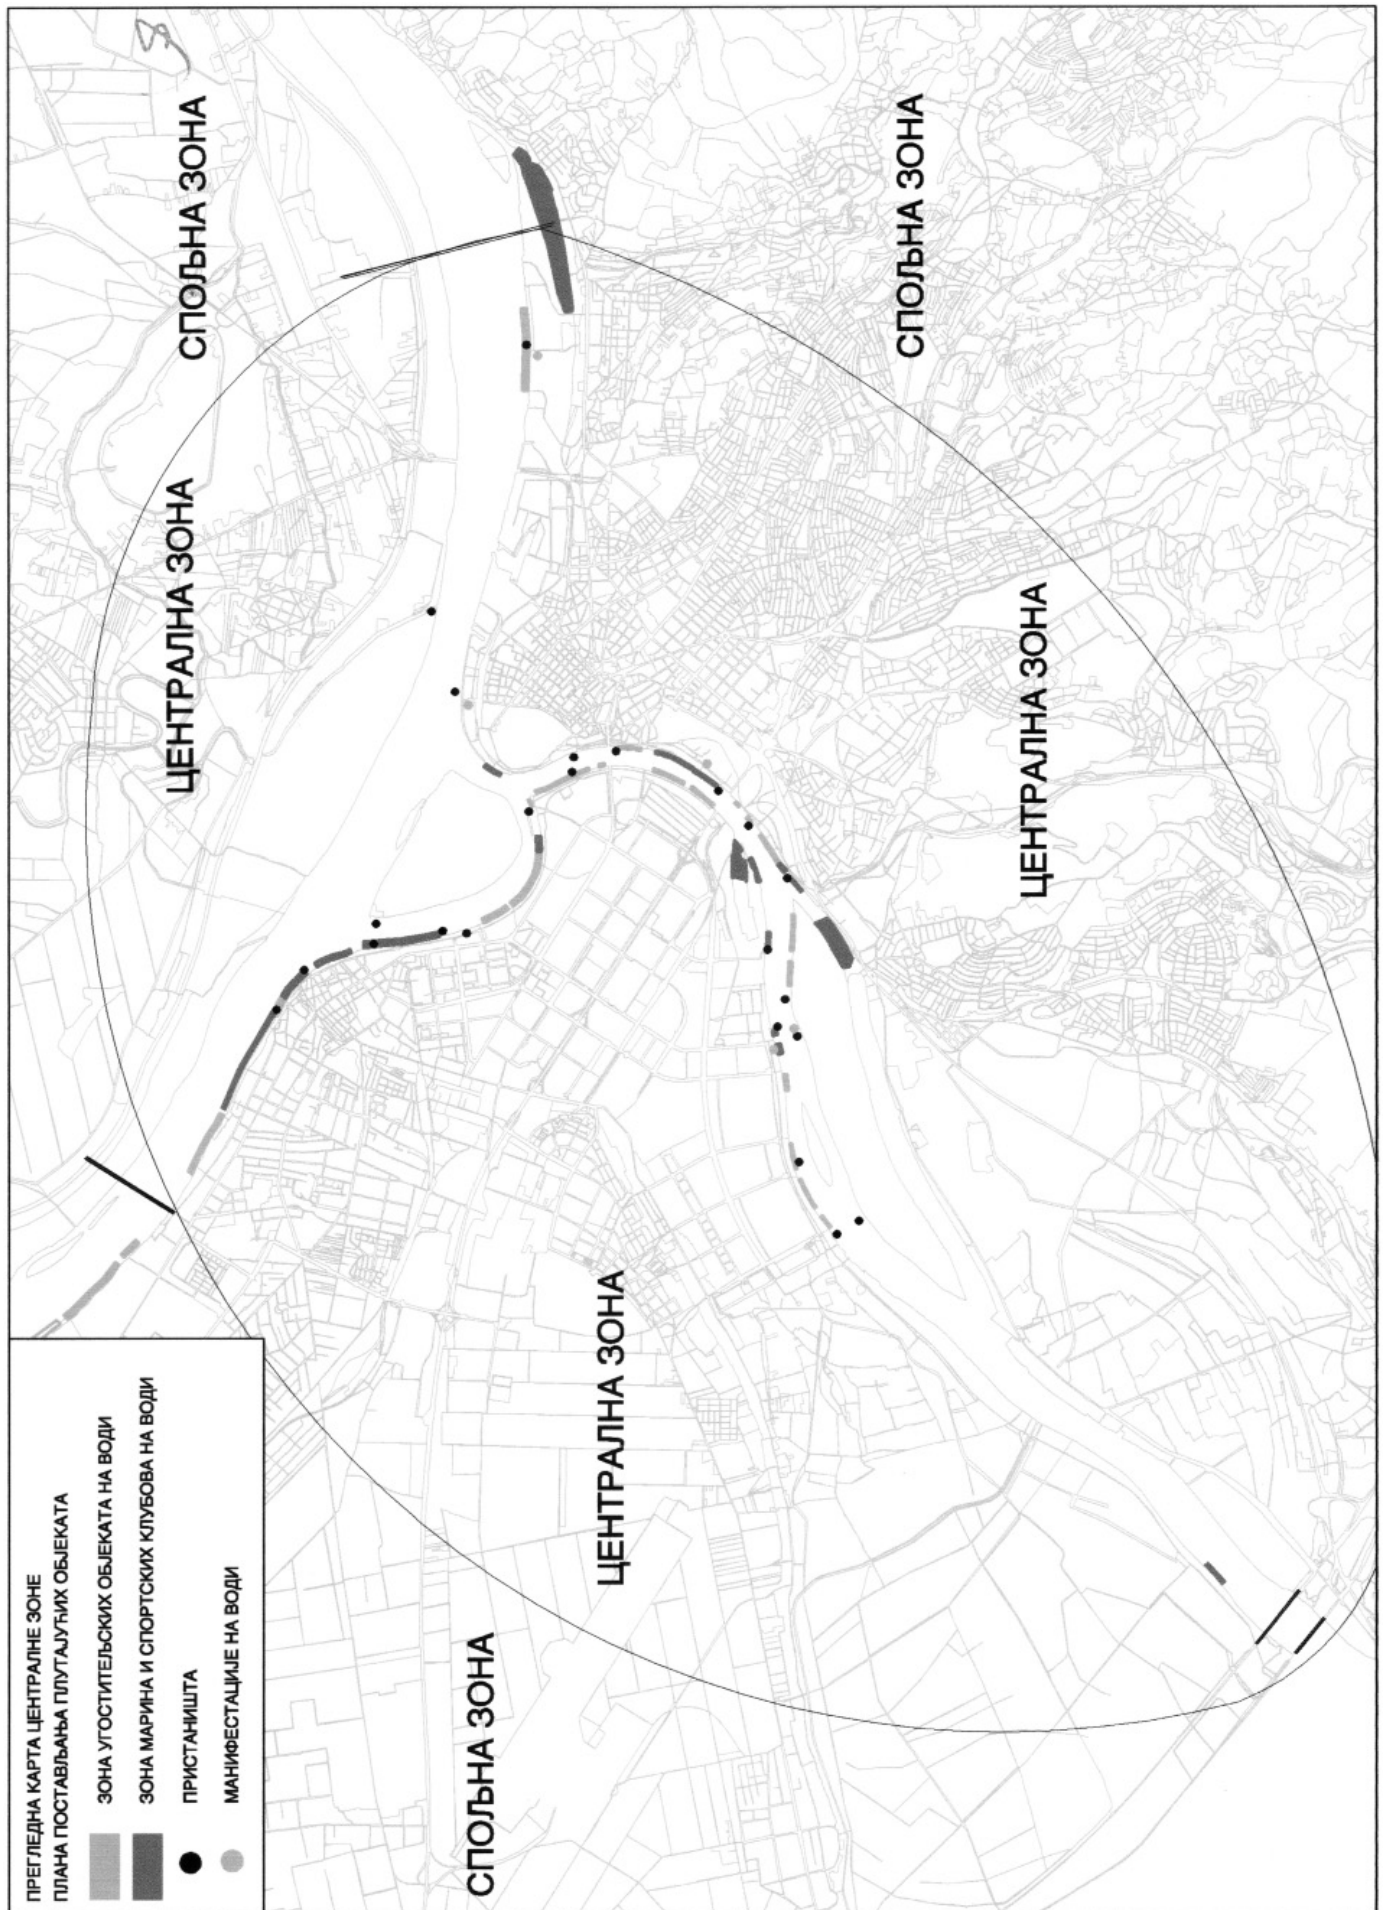 ПРЕГЛЕДНА КАРТА ЦЕНТРАЛНЕ ЗОНЕ
ПЛАНА ПОСТАВЉАЊА ПЛУТАЈУЋИХ ОБЈЕКАТА
ЗОНА УГОСТИТЕЉСКИХ ОБЈЕКАТА НА ВОДИ
ЗОНА МАРИНА И СПОРТСКИХ КЛУБОВА НА ВОДИ
ПРИСТАНИШТА
МАНИФЕСТАЦИЈЕ НА ВОДИ
ЦЕНТРАЛНА ЗОНА
СПОЉНА ЗОНА
СПОЉНА ЗОНА
ЦЕНТРАЛНА ЗОНА
СПОЉНА ЗОНА
ЦЕНТРАЛНА ЗОНА